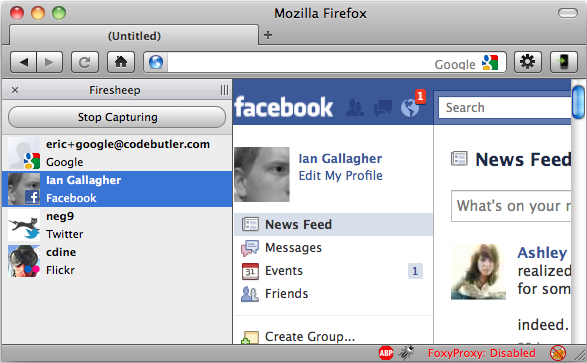 Mozilla Firefox
(Untitled)
+
Google
× Firesheep
Stop Capturing
eric+google@codebutler.com
Google
Ian Gallagher
Facebook
neg9
Twitter
cdine
Flickr
facebook
1
Search
Ian Gallagher
Edit My Profile
News Feed
Messages
31 Events 1
Friends
Create Group...
News Feed
What's on your
Ashley
realized
for som
indeed.
ABP FoxyProxy: Disabled